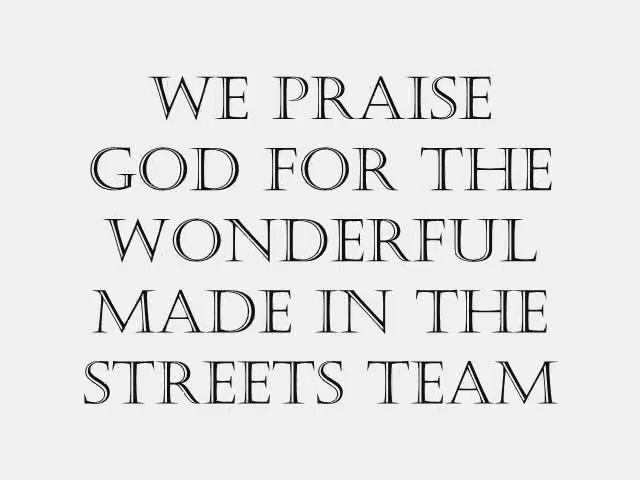 WE PRAISE
GOD FOR THE
WONDERFUL
MADE IN THE
STREETS TEAM